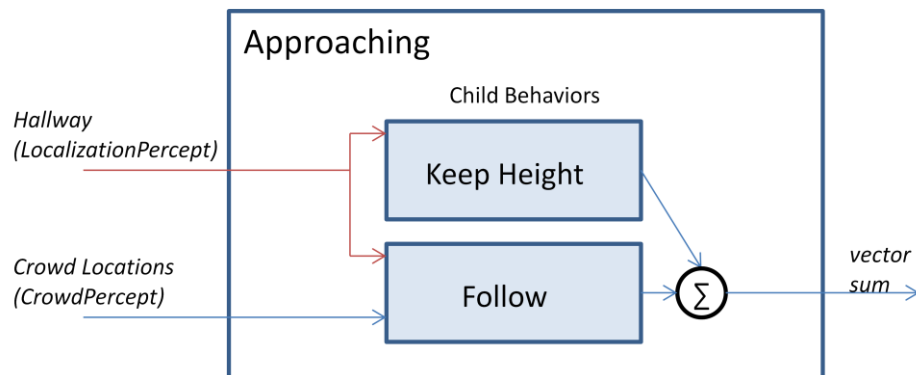 Approaching
Child Behaviors
Hallway
(LocalizationPercept)
Keep Height
Crowd Locations
(CrowdPercept)
Follow
Σ
vector
sum